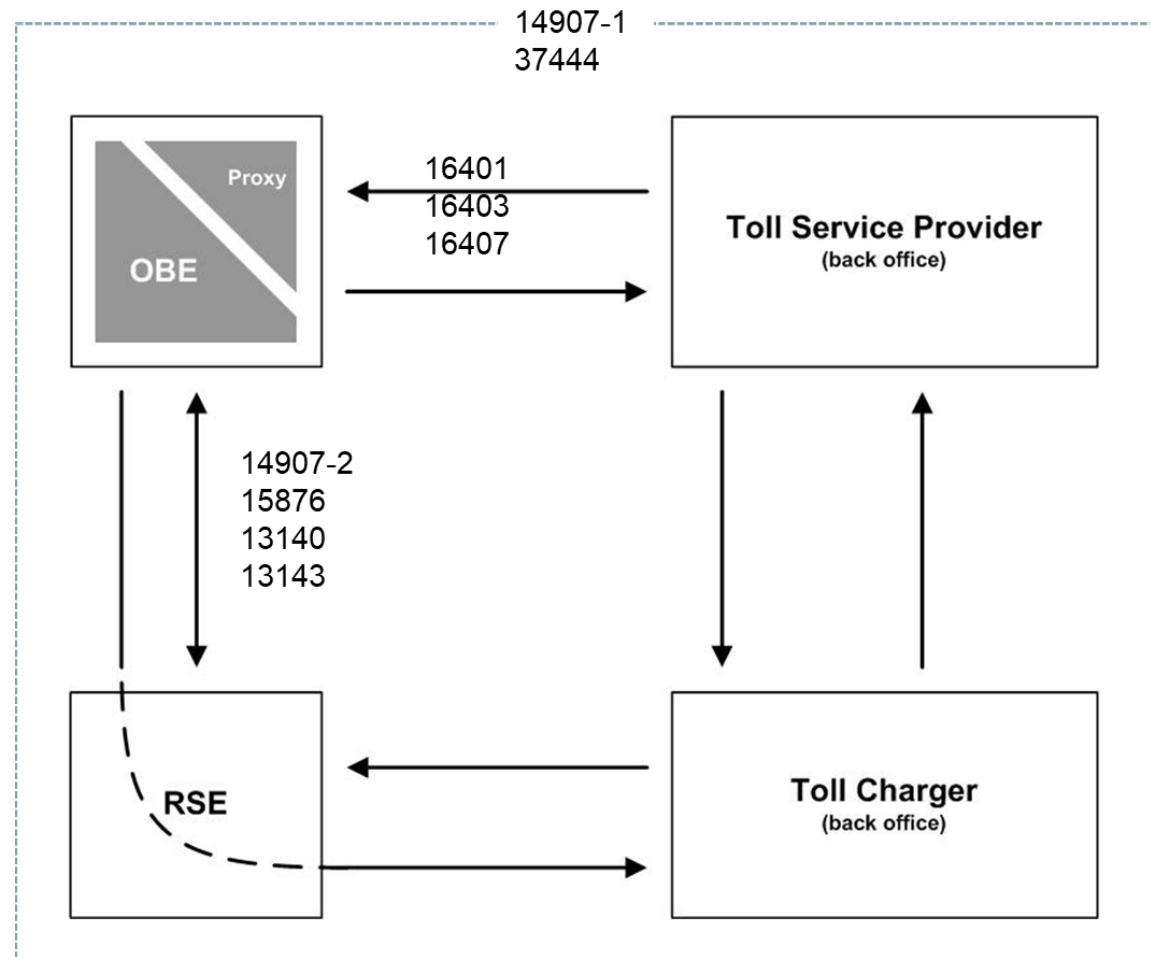 14907-1
37444
Proxy
OBE
16401
16403
16407
Toll Service Provider
(back office)
14907-2
15876
13140
13143
RSE
Toll Charger
(back office)